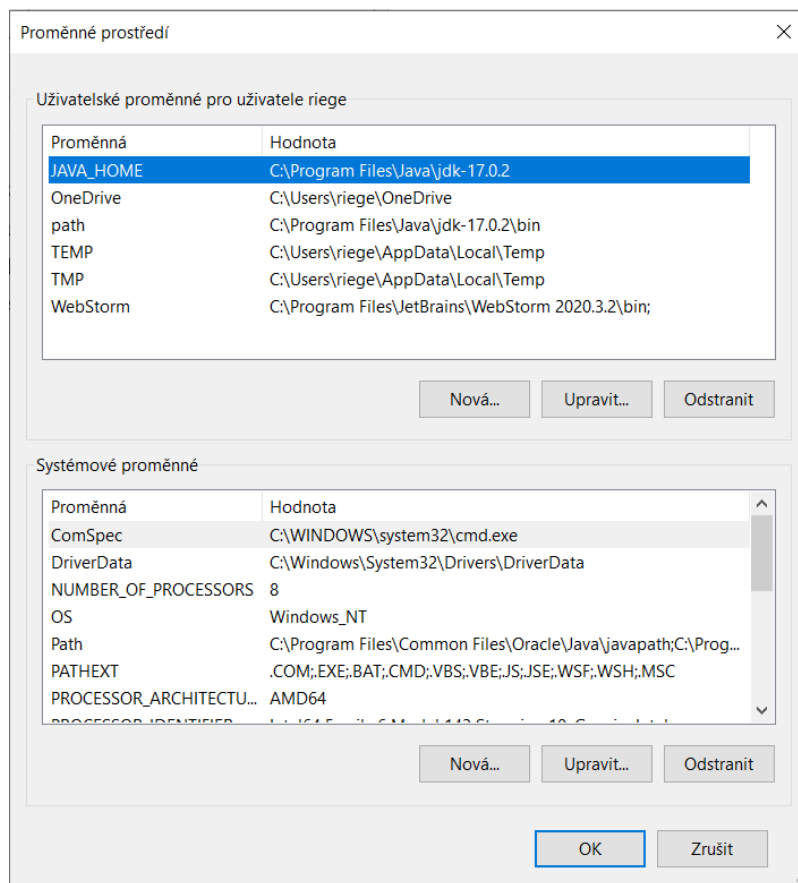 Proměnné prostředí
Uživatelské proměnné pro uživatele riege
Proměnná Hodnota
JAVA_HOME C:\Program Files\Java\jdk-17.0.2
OneDrive C:\Users\riege\OneDrive
path C:\Program Files\Java\jdk-17.0.2\bin
TEMP C:\Users\riege\AppData\Local\Temp
TMP C:\Users\riege\AppData\Local\Temp
WebStorm C:\Program Files\JetBrains\WebStorm 2020.3.2\bin;
Nová... Upravit... Odstranit
Systémové proměnné
Proměnná Hodnota
ComSpec C:\WINDOWS\system32\cmd.exe
DriverData C:\Windows\System32\Drivers\DriverData
NUMBER_OF_PROCESSORS 8
OS Windows_NT
Path C:\Program Files\Common Files\Oracle\Java\javapath;C:\Prog...
PATHEXT .COM;.EXE;.BAT;.CMD;.VBS;.VBE;.JS;.JSE;.WSF;.WSH;.MSC
PROCESSOR_ARCHITECTU... AMD64
Nová... Upravit... Odstranit
OK Zrušit